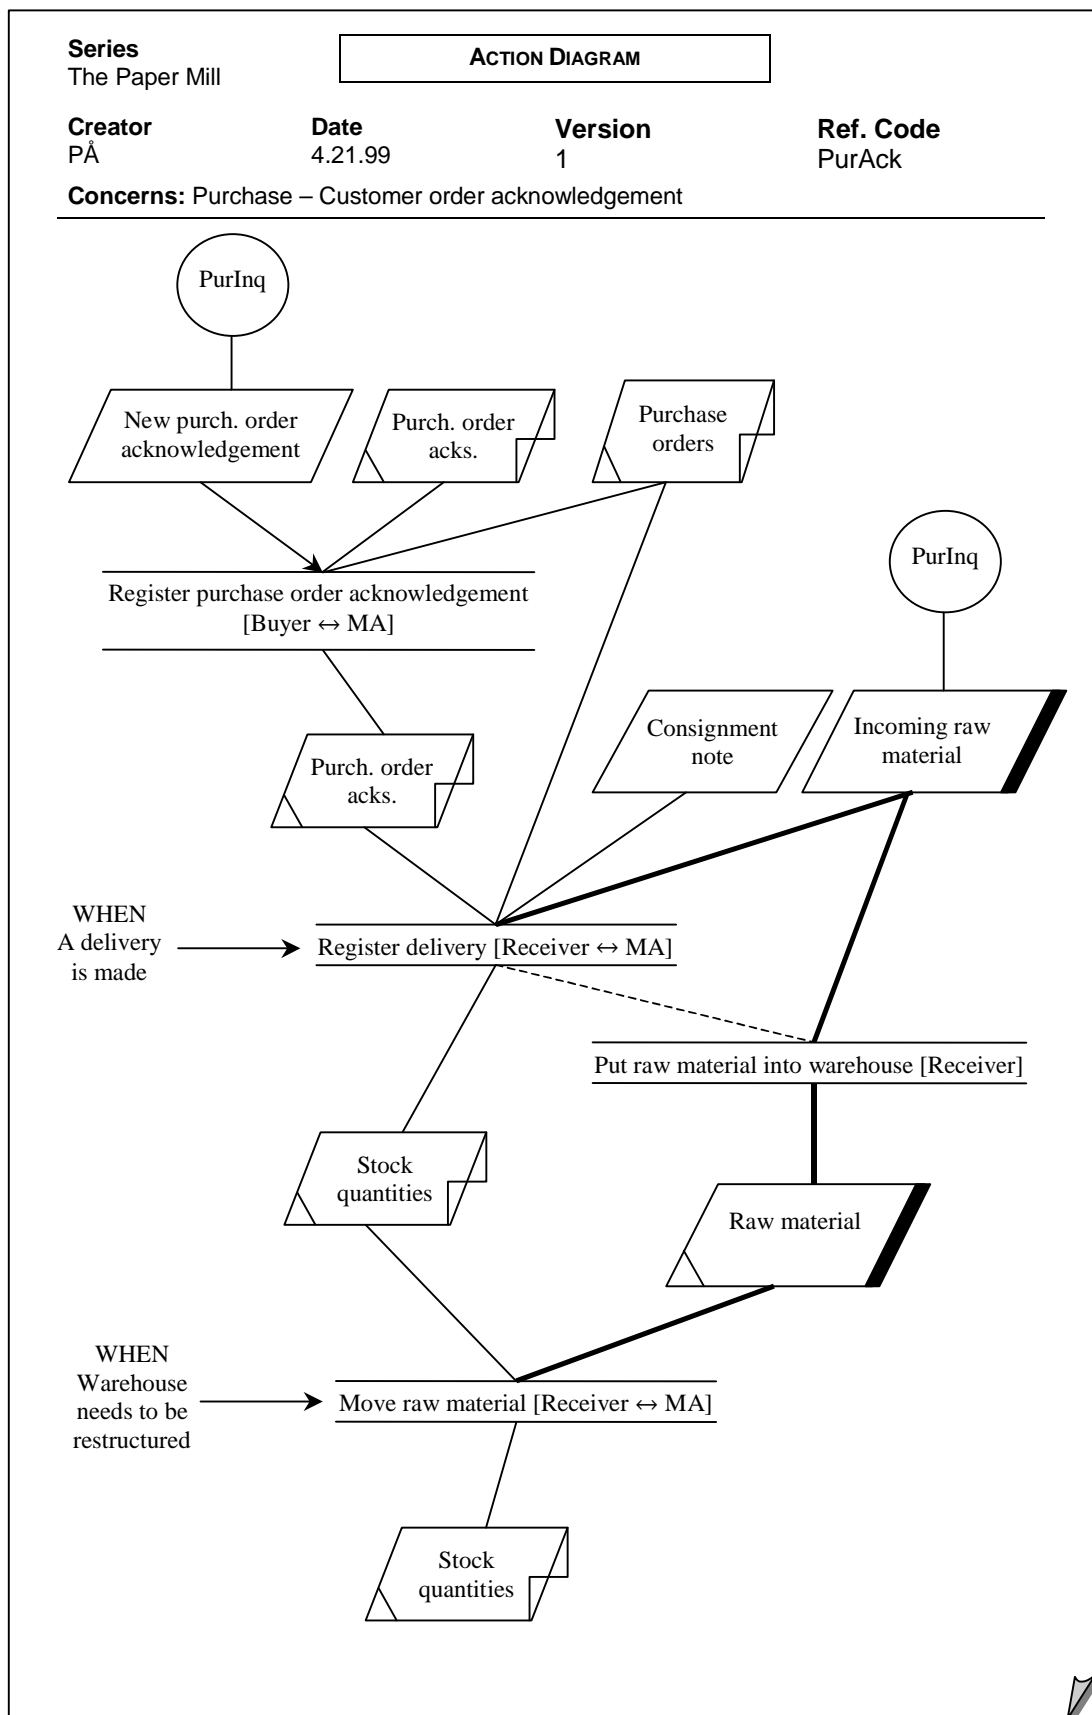 Series
The Paper Mill
ACTION DIAGRAM
Creator
PÅ
Date
4.21.99
Version
1
Ref. Code
PurAck
Concerns: Purchase – Customer order acknowledgement
PurInq
New purch. order
acknowledgement
Purch. order
acks.
Purchase
orders
PurInq
Register purchase order acknowledgement
[Buyer ↔ MA]
Purch. order
acks.
Consignment
note
Incoming raw
material
WHEN
A delivery
is made
Register delivery [Receiver ↔ MA]
Put raw material into warehouse [Receiver]
Stock
quantities
Raw material
WHEN
Warehouse
needs to be
restructured
Move raw material [Receiver ↔ MA]
Stock
quantities